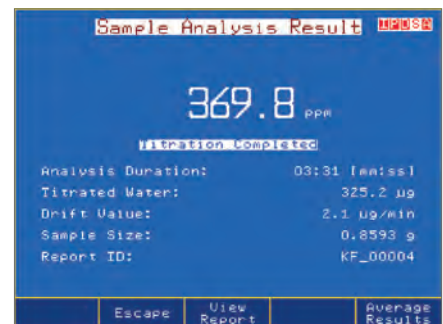 Sample Analysis Result
369.8 ppm
Titration Completed
Analysis Duration: 03:31 [mm:ss]
Titrated Water: 325.2 µg
Drift Value: 2.1 µg/min
Sample Size: 0.8593 g
Report ID: KF_00004
Escape
View
Report
Average
Results